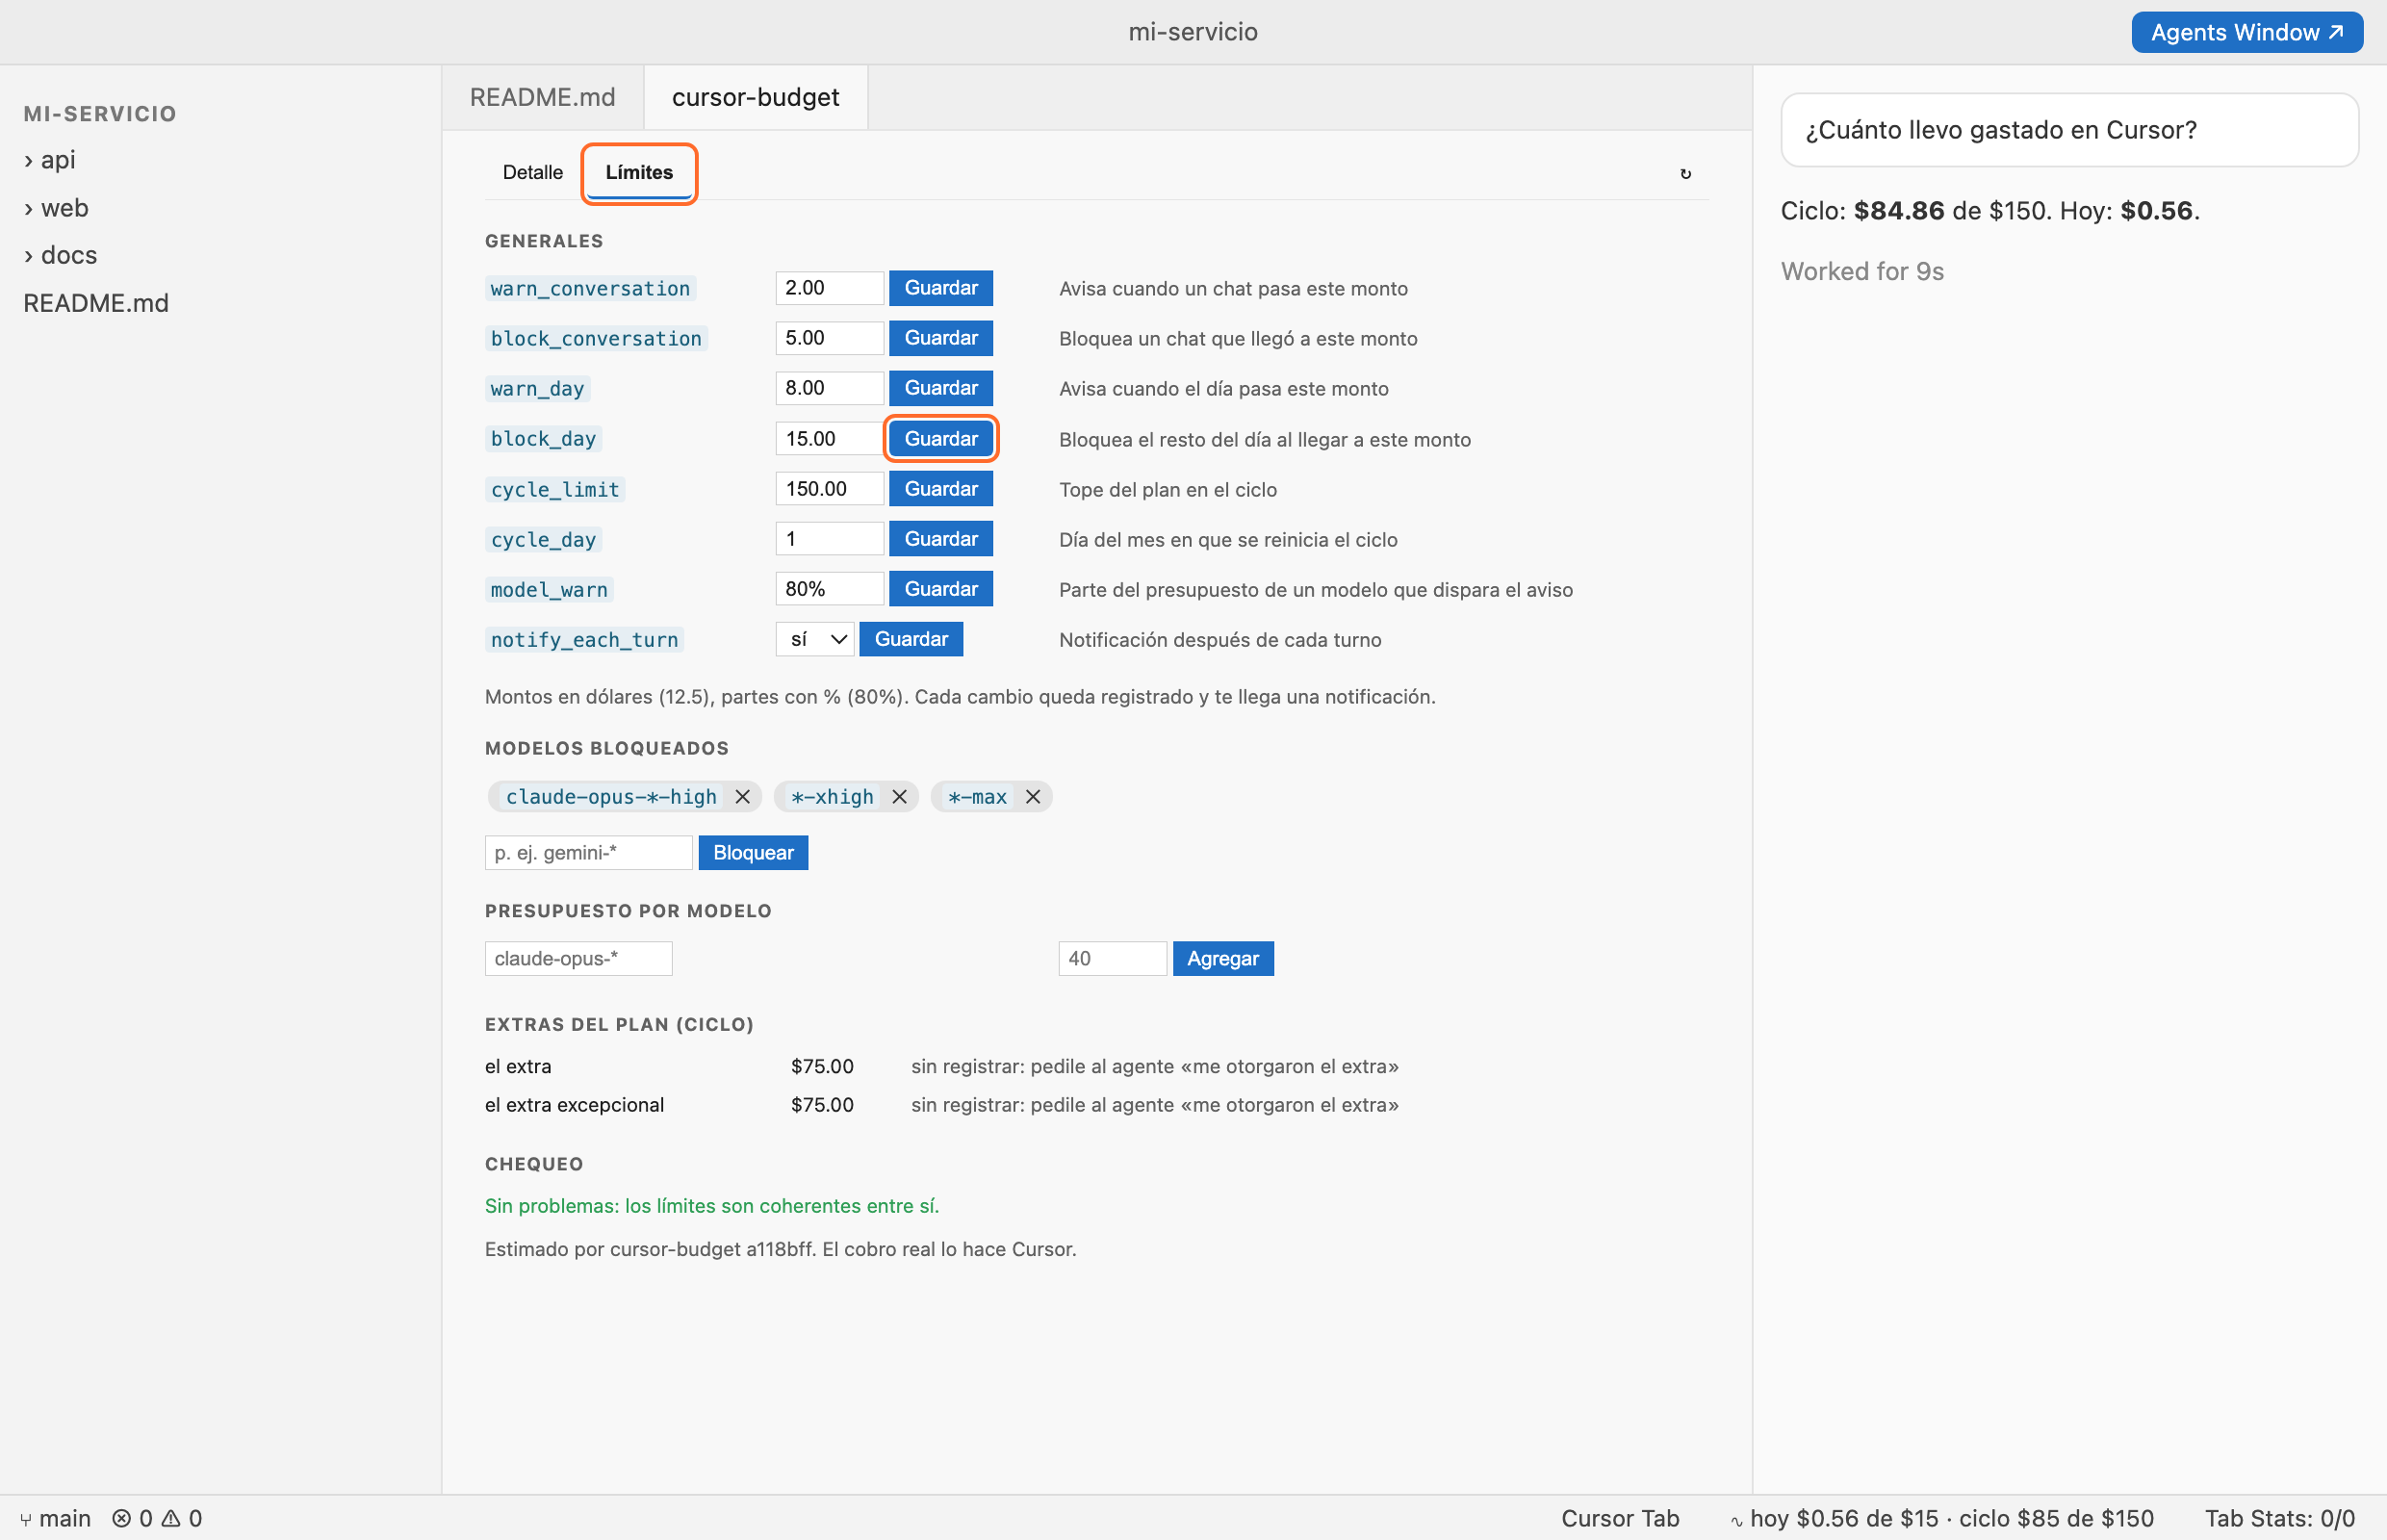 mi-servicio
Agents Window ↗
MI-SERVICIO
› api
› web
› docs
README.md
README.md
cursor-budget
Detalle
Límites
↻
GENERALES
warn_conversation 2.00 Guardar Avisa cuando un chat pasa este monto
block_conversation 5.00 Guardar Bloquea un chat que llegó a este monto
warn_day 8.00 Guardar Avisa cuando el día pasa este monto
block_day 15.00 Guardar Bloquea el resto del día al llegar a este monto
cycle_limit 150.00 Guardar Tope del plan en el ciclo
cycle_day 1 Guardar Día del mes en que se reinicia el ciclo
model_warn 80% Guardar Parte del presupuesto de un modelo que dispara el aviso
notify_each_turn sí Guardar Notificación después de cada turno
Montos en dólares (12.5), partes con % (80%). Cada cambio queda registrado y te llega una notificación.
MODELOS BLOQUEADOS
claude-opus-*-high ✕ *-xhigh ✕ *-max ✕
p. ej. gemini-* Bloquear
PRESUPUESTO POR MODELO
claude-opus-* 40 Agregar
EXTRAS DEL PLAN (CICLO)
el extra $75.00 sin registrar: pedile al agente «me otorgaron el extra»
el extra excepcional $75.00 sin registrar: pedile al agente «me otorgaron el extra»
CHEQUEO
Sin problemas: los límites son coherentes entre sí.
Estimado por cursor-budget a118bff. El cobro real lo hace Cursor.
¿Cuánto llevo gastado en Cursor?
Ciclo: $84.86 de $150. Hoy: $0.56.
Worked for 9s
main 0 0
Cursor Tab
hoy $0.56 de $15 · ciclo $85 de $150
Tab Stats: 0/0